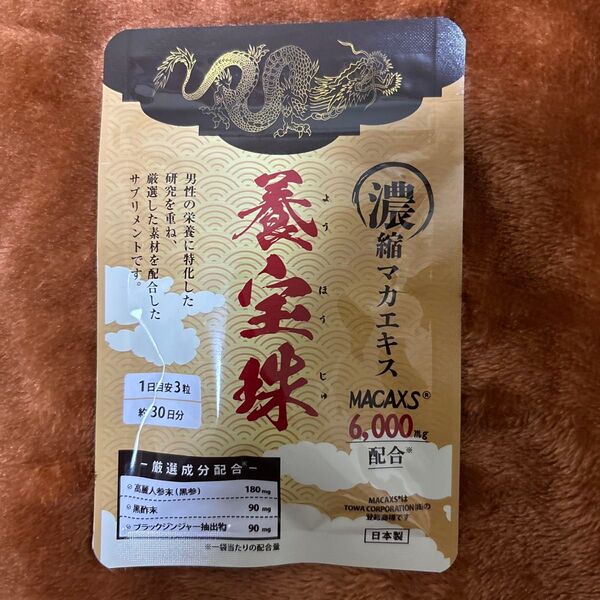 濃縮マカエキス
MACAXS®
6,000mg
配合※
養宝珠
よう ほう じゅ
男性の栄養に特化した
研究を重ね、
厳選した素材を配合した
サプリメントです。
1日目安3粒
約30日分
ー厳選成分配合※ー
高麗人参末(黒参) 180mg
黒酢末 90mg
ブラックジンジャー抽出物 90mg
※一袋当たりの配合量
MACAXS®は
TOWA CORPORATION㈱の
登録商標です
日本製